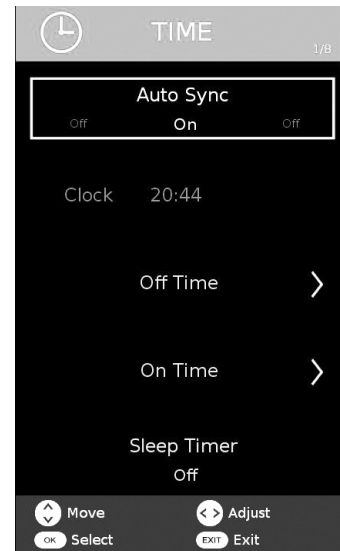 TIME
1/8
Auto Sync
Off On Off
Clock 20:44
Off Time
On Time
Sleep Timer
Off
Move Adjust
OK Select EXIT Exit